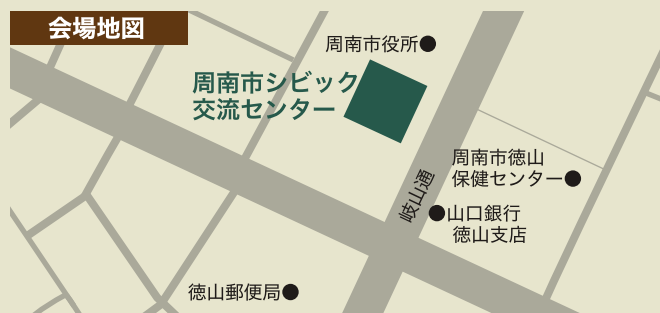 会場地図
周南市役所
周南市シビック
交流センター
周南市徳山
保健センター
岐山通
山口銀行
徳山支店
徳山郵便局